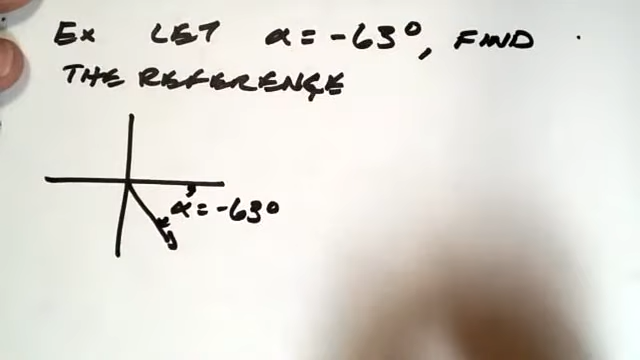 Ex LET α = -63°, FIND
THE REFERENCE
α = -63°